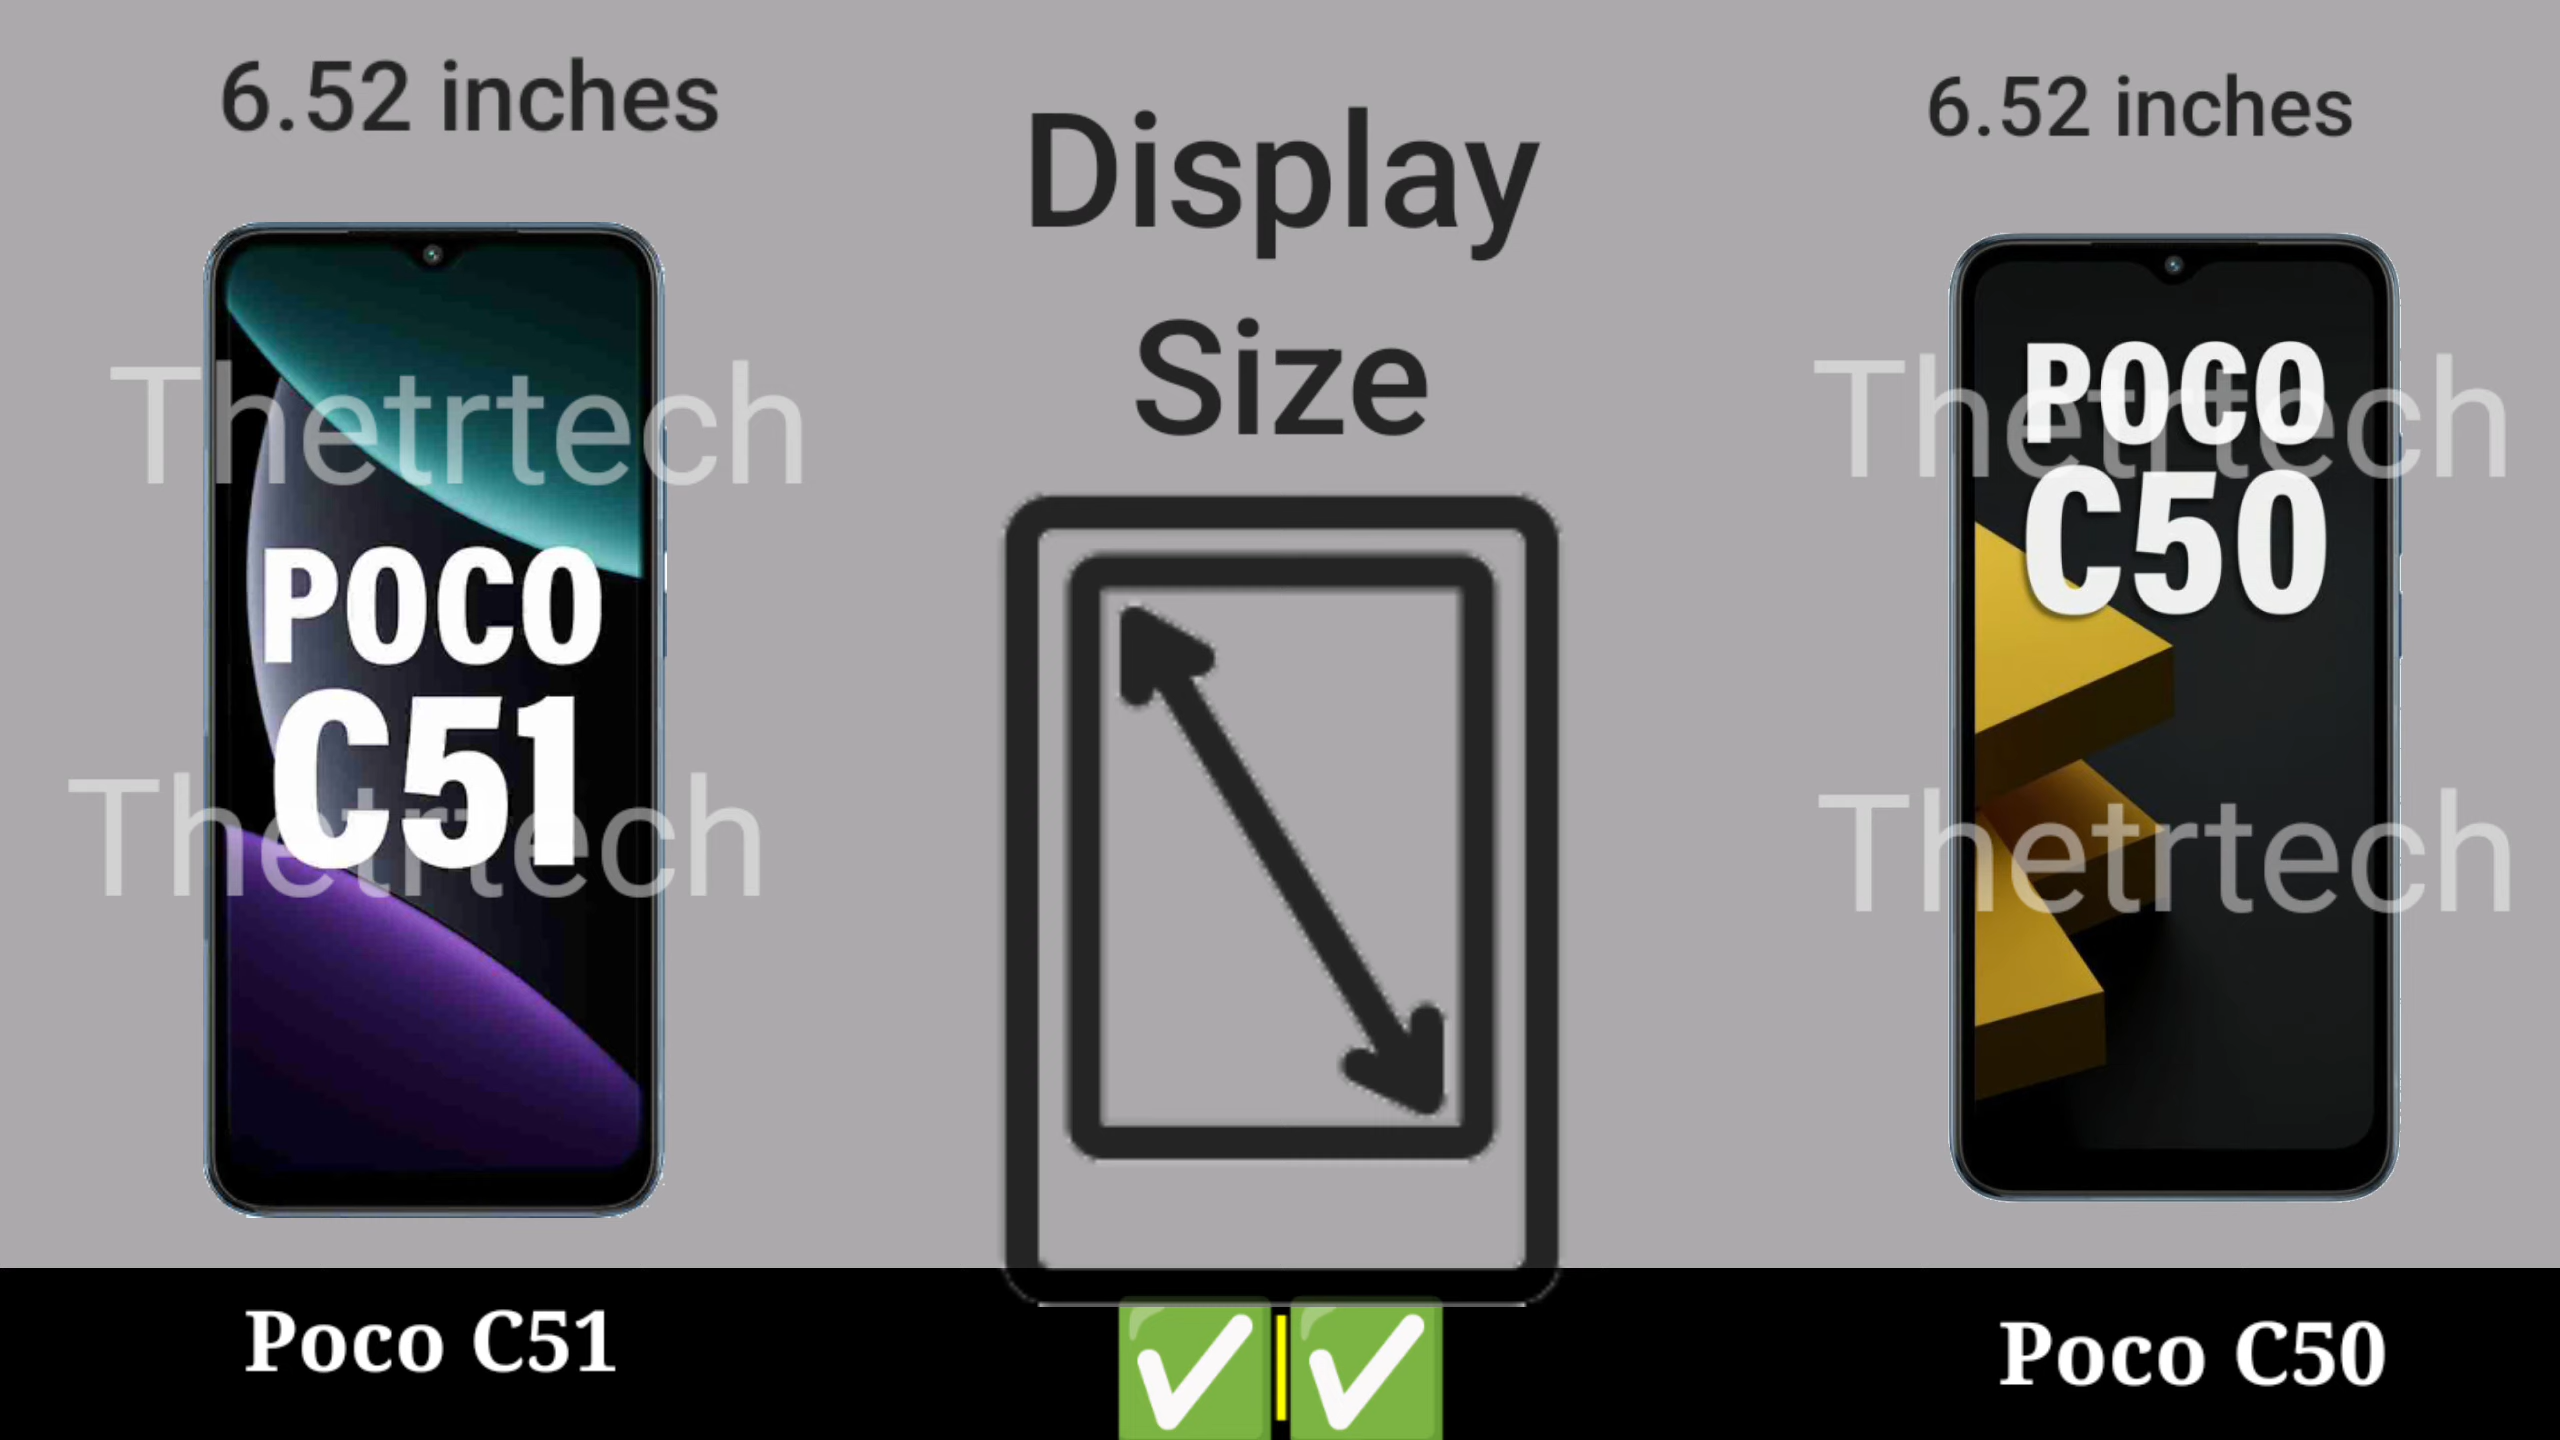 6.52 inches
Display
Size
6.52 inches
Thetrtech
POCO
C51
Thetrtech
Thetrtech
POCO
C50
Thetrtech
Poco C51
Poco C50